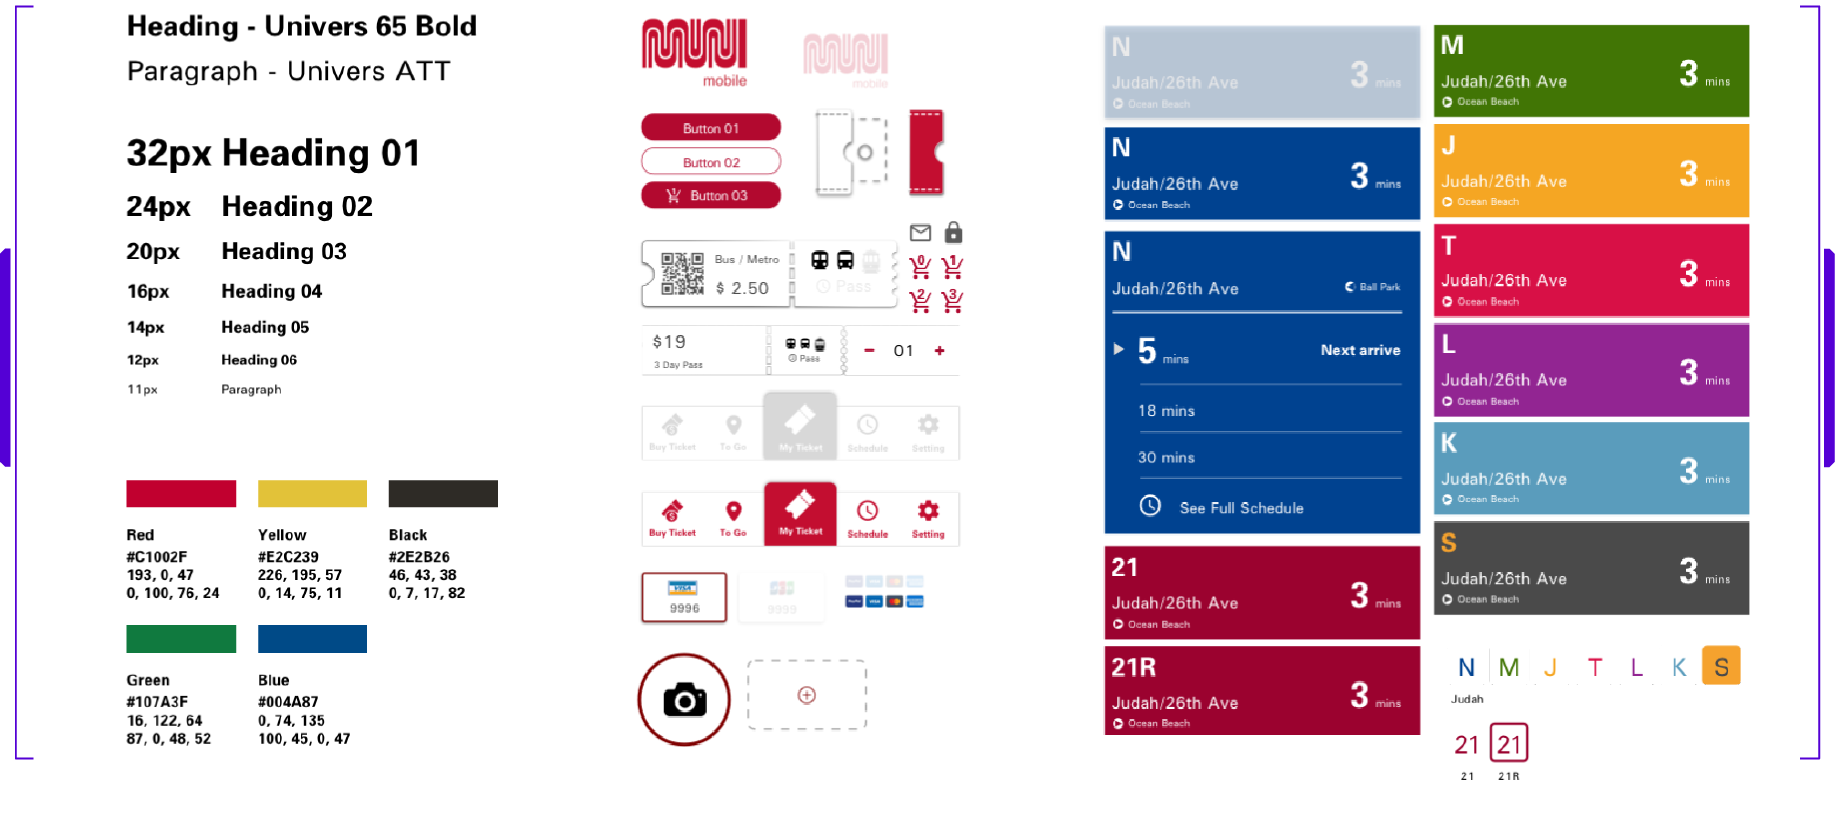 Heading - Univers 65 Bold
Paragraph - Univers ATT
32px Heading 01
24px Heading 02
20px Heading 03
16px Heading 04
14px Heading 05
12px Heading 06
11px Paragraph
Red
#C1002F
193, 0, 47
0, 100, 76, 24
Yellow
#E2C239
226, 195, 57
0, 14, 75, 11
Black
#2E2B26
46, 43, 38
0, 7, 17, 82
Green
#107A3F
16, 122, 64
87, 0, 48, 52
Blue
#004A87
0, 74, 135
100, 45, 0, 47
MUNI
mobile
MUNI
mobile
Button 01
Button 02
Button 03
Bus / Metro
$ 2.50
Pass
0 1
2 3
$19
3 Day Pass
Pass
- 01 +
Buy Ticket To Go My Ticket Schedule Setting
Buy Ticket To Go My Ticket Schedule Setting
VISA
9996
JCB
9999
N
Judah/26th Ave
3 mins
Ocean Beach
N
Judah/26th Ave
3 mins
Ocean Beach
N
Judah/26th Ave
Ball Park
5 mins
Next arrive
18 mins
30 mins
See Full Schedule
21
Judah/26th Ave
3 mins
Ocean Beach
21R
Judah/26th Ave
3 mins
Ocean Beach
M
Judah/26th Ave
3 mins
Ocean Beach
J
Judah/26th Ave
3 mins
Ocean Beach
T
Judah/26th Ave
3 mins
Ocean Beach
L
Judah/26th Ave
3 mins
Ocean Beach
K
Judah/26th Ave
3 mins
Ocean Beach
S
Judah/26th Ave
3 mins
Ocean Beach
N M J T L K S
Judah
21 21
21 21R